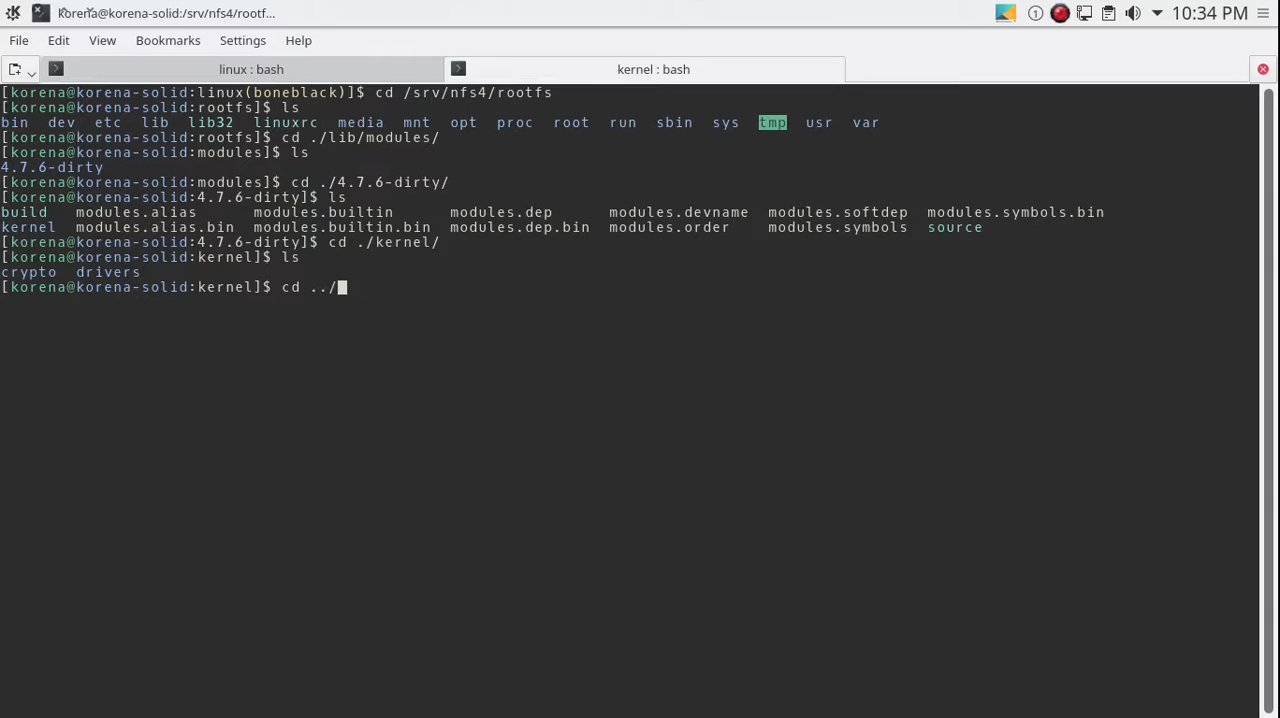 korena@korena-solid:/srv/nfs4/rootf...
10:34 PM
File Edit View Bookmarks Settings Help
linux : bash
kernel : bash
[korena@korena-solid:linux(boneblack)]$ cd /srv/nfs4/rootfs
[korena@korena-solid:rootfs]$ ls
bin dev etc lib lib32 linuxrc media mnt opt proc root run sbin sys tmp usr var
[korena@korena-solid:rootfs]$ cd ./lib/modules/
[korena@korena-solid:modules]$ ls
4.7.6-dirty
[korena@korena-solid:modules]$ cd ./4.7.6-dirty/
[korena@korena-solid:4.7.6-dirty]$ ls
build modules.alias modules.builtin modules.dep modules.devname modules.softdep modules.symbols.bin
kernel modules.alias.bin modules.builtin.bin modules.dep.bin modules.order modules.symbols source
[korena@korena-solid:4.7.6-dirty]$ cd ./kernel/
[korena@korena-solid:kernel]$ ls
crypto drivers
[korena@korena-solid:kernel]$ cd ../